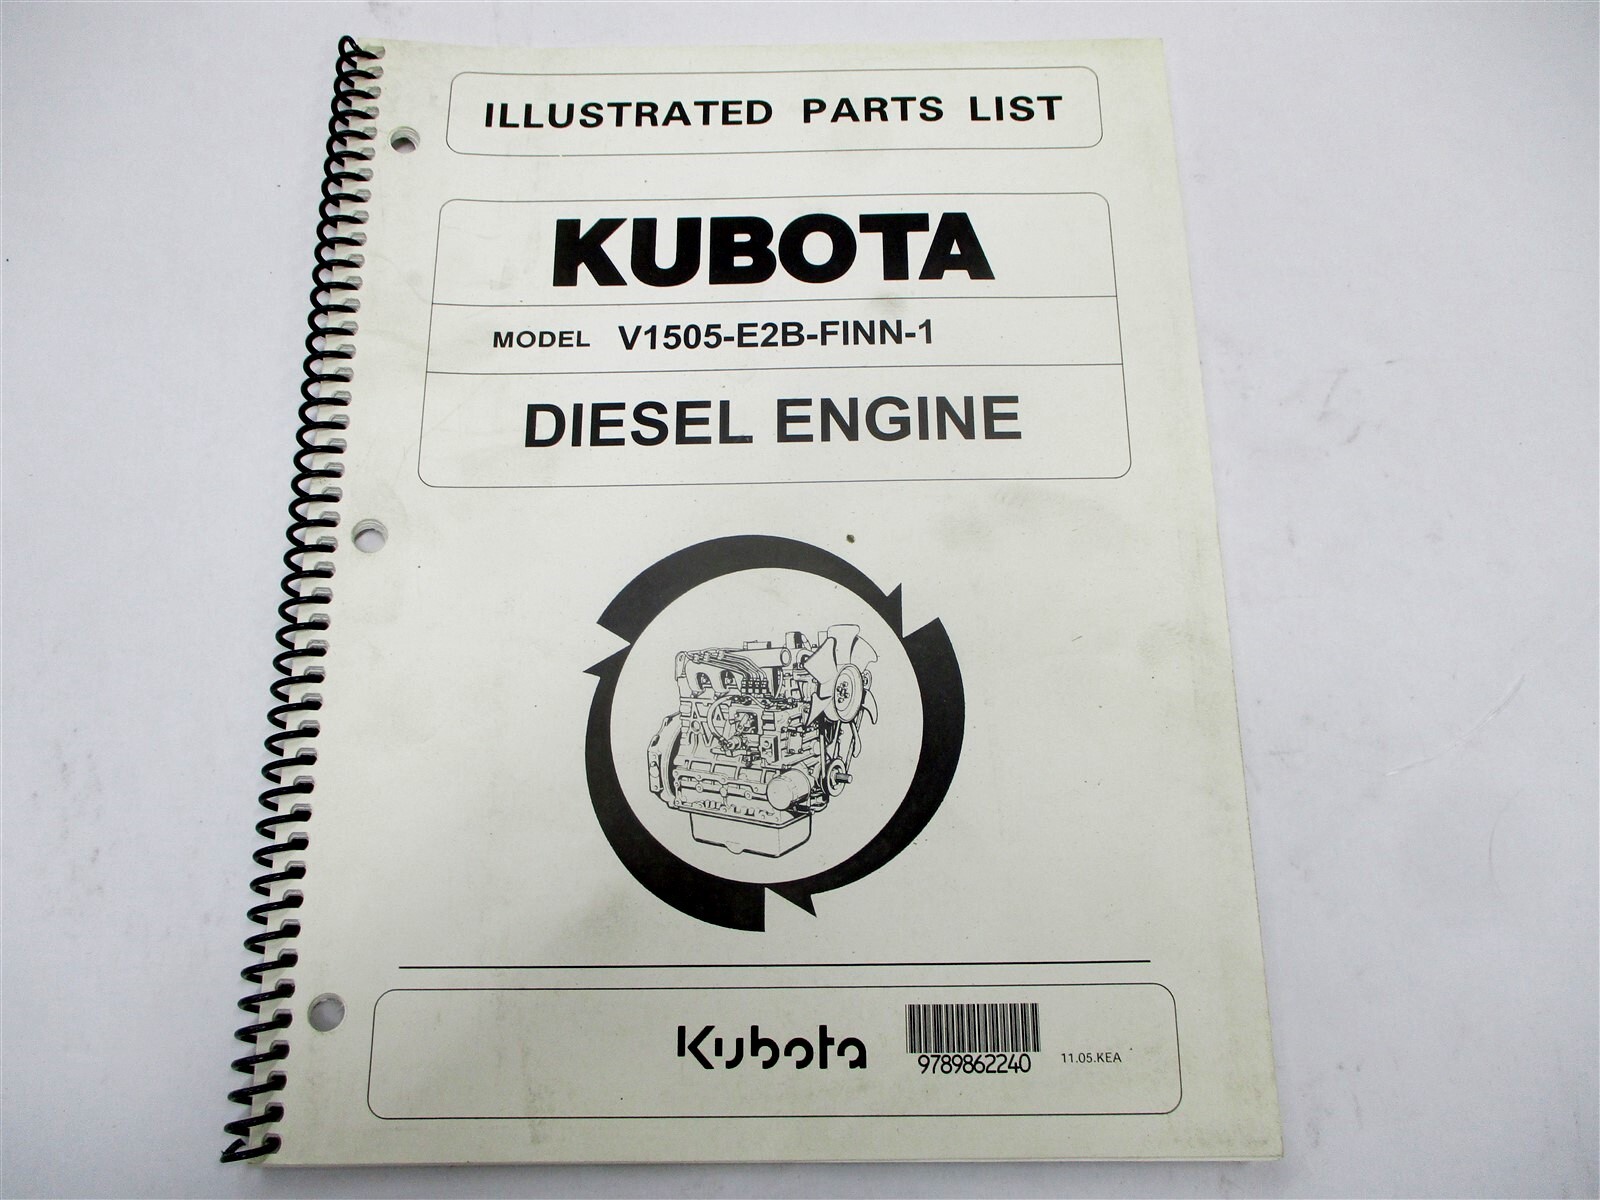 ILLUSTRATED PARTS LIST
KUBOTA
MODEL V1505-E2B-FINN-1
DIESEL ENGINE
Kubota
9789862240 11.05.KEA